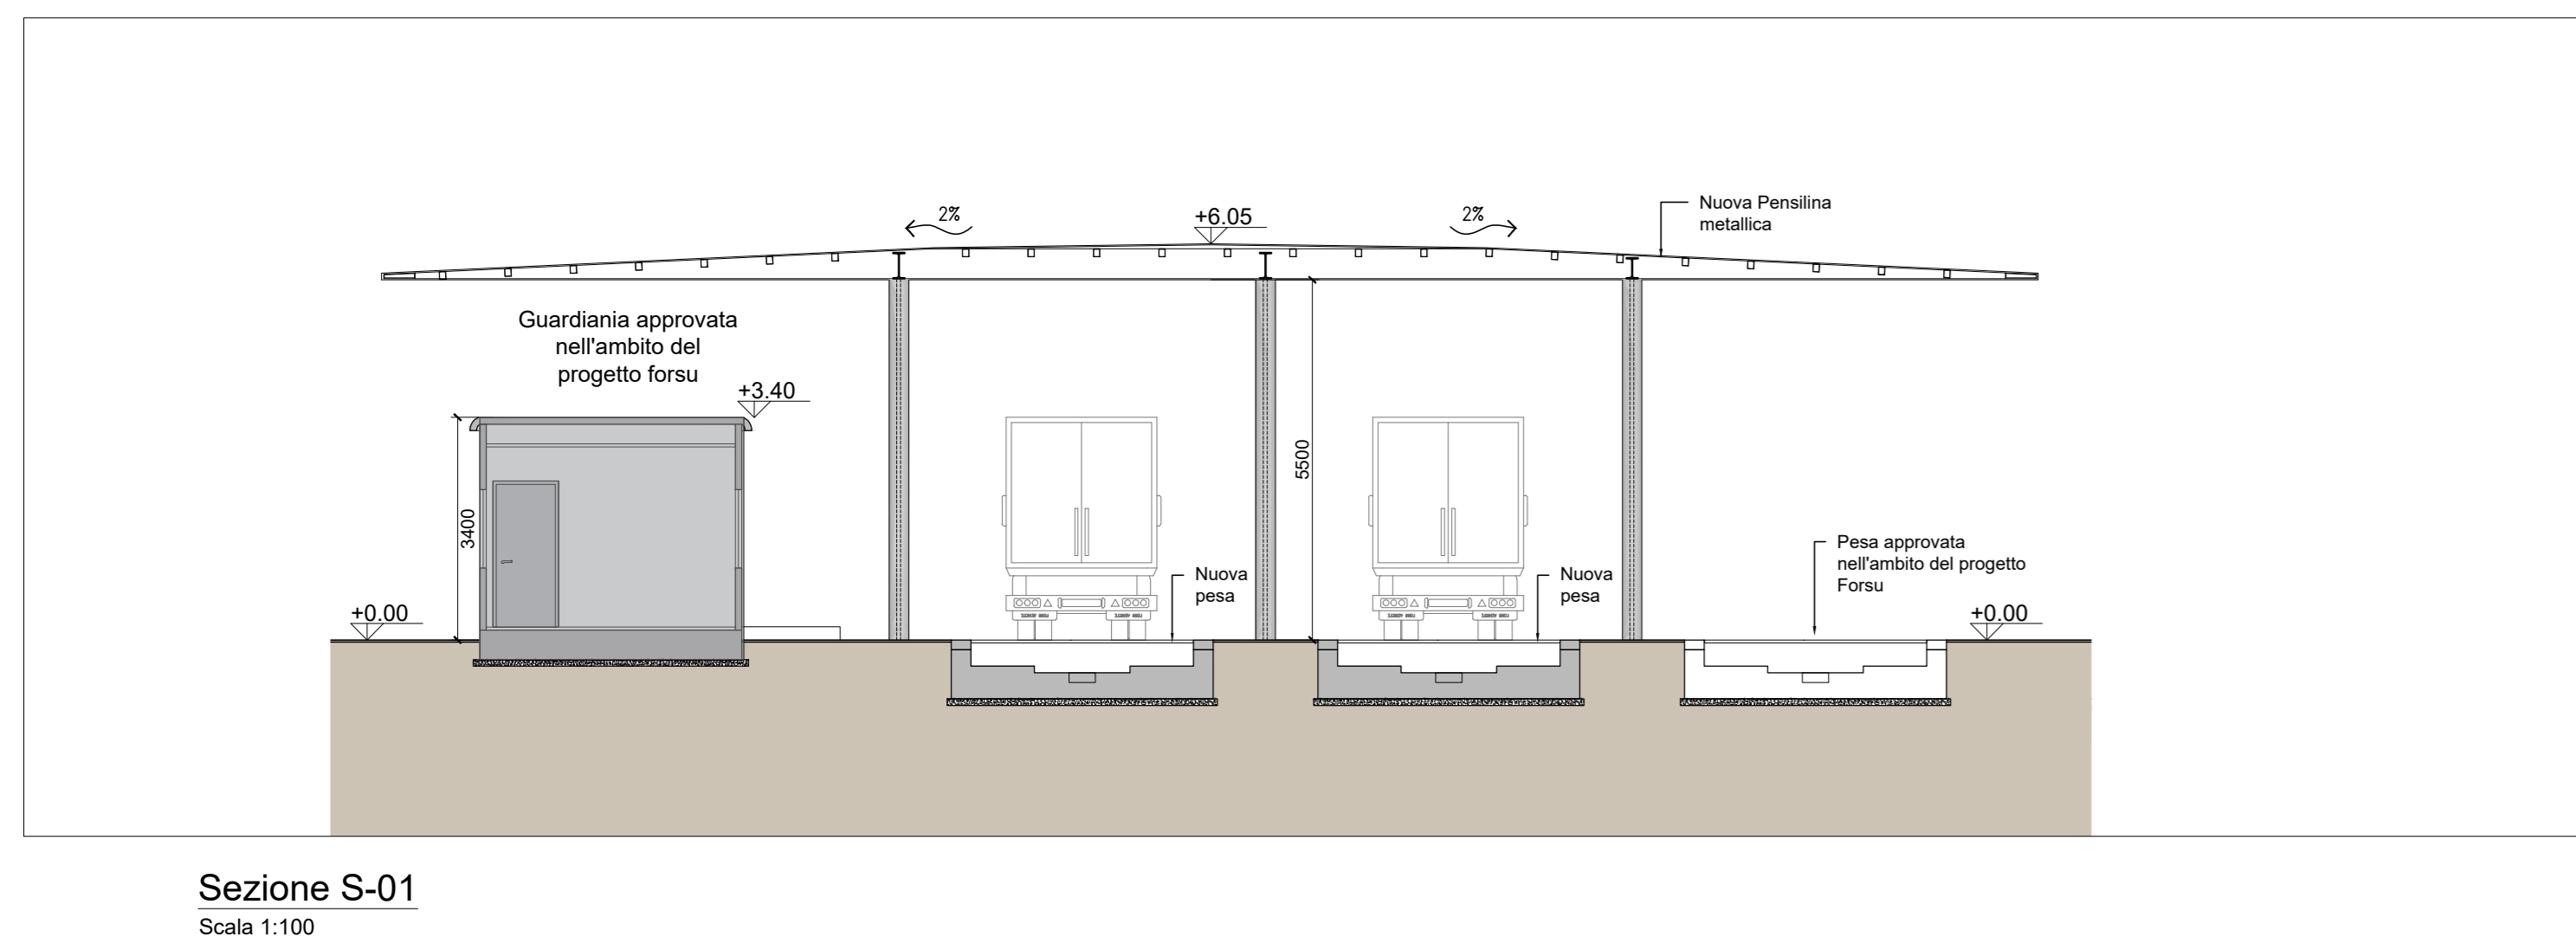 2%
+6.05
2%
Nuova Pensilina
metallica
Guardiania approvata
nell'ambito del
progetto forsu
+3.40
5500
3400
Pesa approvata
nell'ambito del progetto
Forsu
Nuova
pesa
Nuova
pesa
+0.00
+0.00
Sezione S-01
Scala 1:100